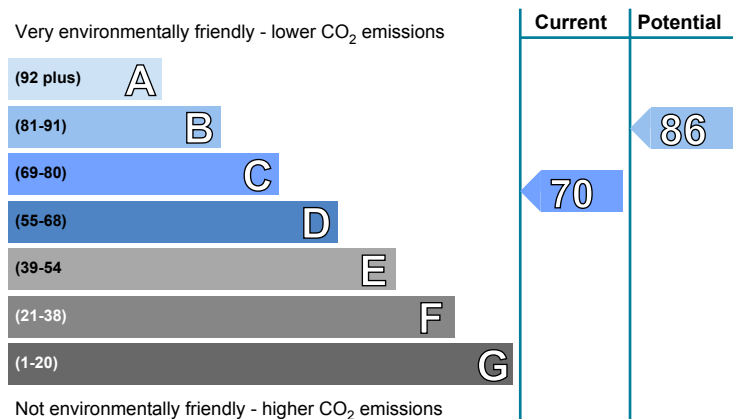 Current Potential
Very environmentally friendly - lower CO₂ emissions
(92 plus) A
(81-91) B
86
(69-80) C
70
(55-68) D
(39-54 E
(21-38) F
(1-20) G
Not environmentally friendly - higher CO₂ emissions